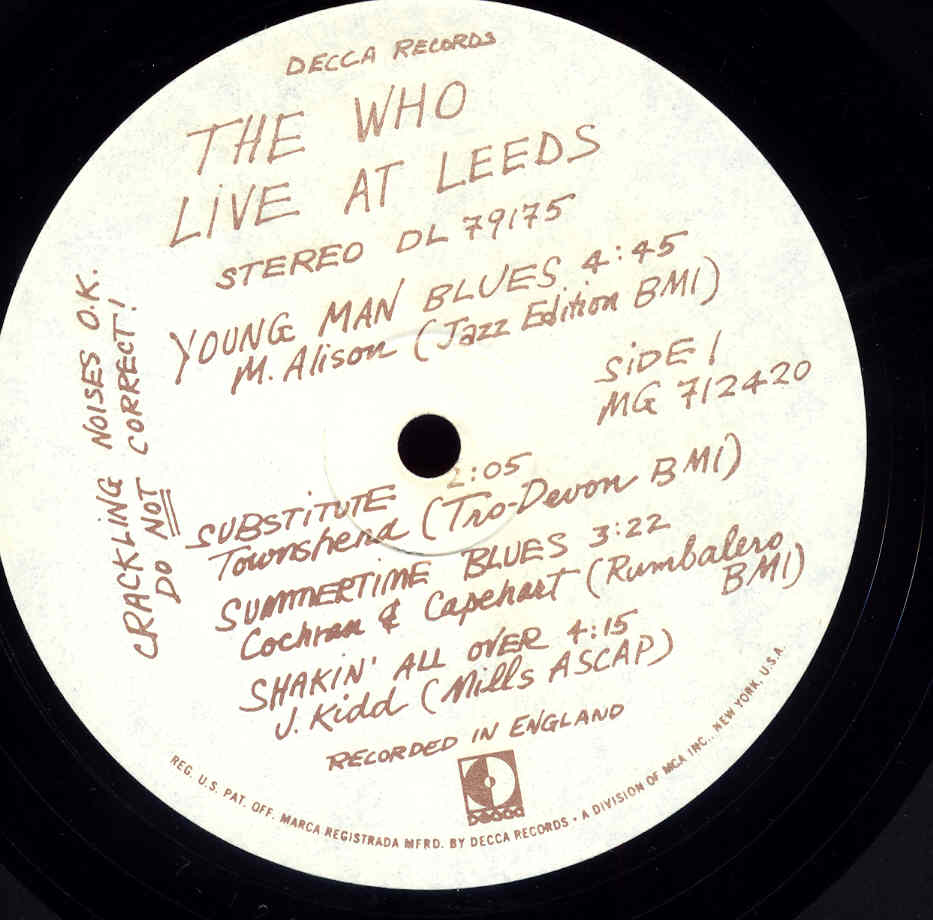 DECCA RECORDS
THE WHO
LIVE AT LEEDS
STEREO DL 79175
YOUNG MAN BLUES 4:45
M. Alison (Jazz Edition BMI)
SIDE 1
MG 712420
CRACKLING NOISES O.K.
DO NOT CORRECT!
SUBSTITUTE 2:05
Townshend (Tro-Devon BMI)
SUMMERTIME BLUES 3:22
Cochran & Capehart (Rumbalero
BMI)
SHAKIN' ALL OVER 4:15
J. Kidd (Mills ASCAP)
RECORDED IN ENGLAND
DECCA
REG. U.S. PAT. OFF. MARCA REGISTRADA MFRD. BY DECCA RECORDS • A DIVISION OF MCA INC., NEW YORK, U.S.A.